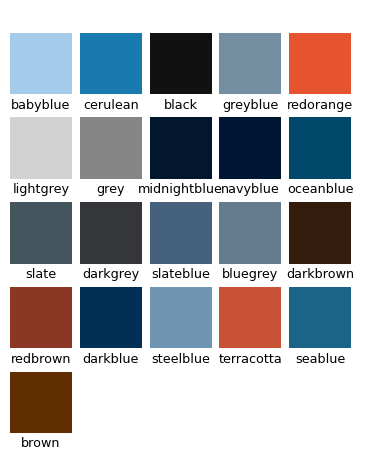 babyblue cerulean black greyblue redorange
lightgrey grey midnightblue navyblue oceanblue
slate darkgrey slateblue bluegrey darkbrown
redbrown darkblue steelblue terracotta seablue
brown